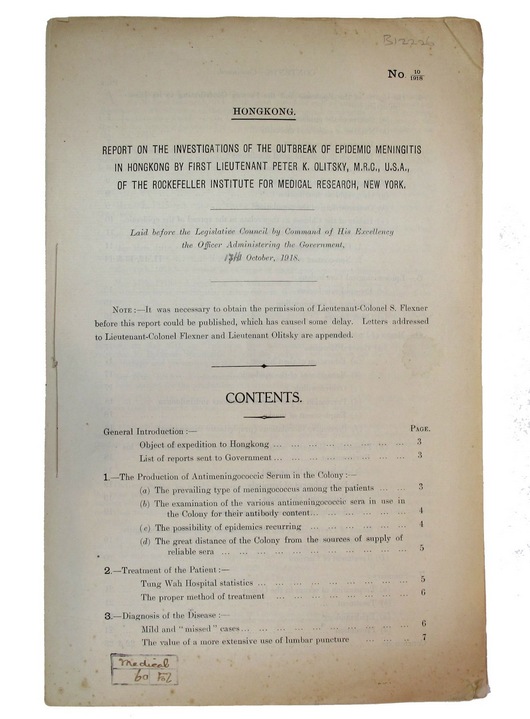 B12226
No. 10/1918
HONGKONG.
REPORT ON THE INVESTIGATIONS OF THE OUTBREAK OF EPIDEMIC MENINGITIS
IN HONGKONG BY FIRST LIEUTENANT PETER K. OLITSKY, M.R.C., U.S.A.,
OF THE ROCKEFELLER INSTITUTE FOR MEDICAL RESEARCH, NEW YORK.
Laid before the Legislative Council by Command of His Excellency
the Officer Administering the Government,
October, 1918.
NOTE:—It was necessary to obtain the permission of Lieutenant-Colonel S. Flexner
before this report could be published, which has caused some delay. Letters addressed
to Lieutenant-Colonel Flexner and Lieutenant Olitsky are appended.
CONTENTS.
General Introduction :— PAGE.
Object of expedition to Hongkong ... ... ... ... ... ... ... ... 3
List of reports sent to Government ... ... ... ... ... ... ... ... 3
1.—The Production of Antimeningococcic Serum in the Colony :—
(a) The prevailing type of meningococcus among the patients ... ... 3
(b) The examination of the various antimeningococcic sera in use in
the Colony for their antibody content... ... ... ... ... ... 4
(c) The possibility of epidemics recurring ... ... ... ... ... ... 4
(d) The great distance of the Colony from the sources of supply of
reliable sera ... ... ... ... ... ... ... ... ... ... 5
2.—Treatment of the Patient :—
Tung Wah Hospital statistics ... ... ... ... ... ... ... ... 5
The proper method of treatment ... ... ... ... ... ... ... ... 6
3.—Diagnosis of the Disease :—
Mild and "missed" cases... ... ... ... ... ... ... ... ... 6
The value of a more extensive use of lumbar puncture ... ... ... 7
Medical
60